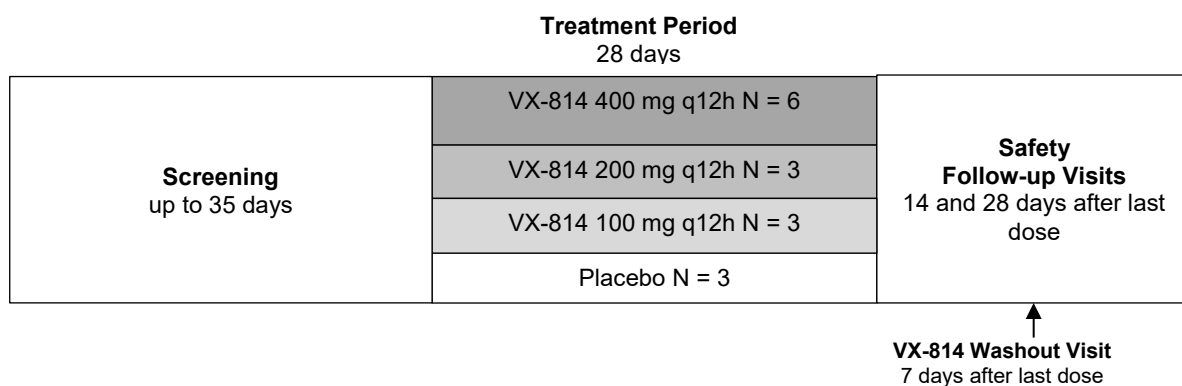 Treatment Period
28 days
Screening
up to 35 days
VX-814 400 mg q12h N = 6
VX-814 200 mg q12h N = 3
VX-814 100 mg q12h N = 3
Placebo N = 3
Safety
Follow-up Visits
14 and 28 days after last
dose
VX-814 Washout Visit
7 days after last dose